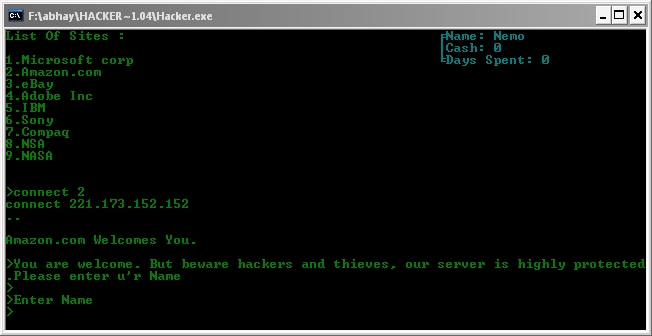 F:\abhay\HACKER~1.04\Hacker.exe
List Of Sites :
Name: Nemo
Cash: 0
Days Spent: 0
1.Microsoft corp
2.Amazon.com
3.eBay
4.Adobe Inc
5.IBM
6.Sony
7.Compaq
8.NSA
9.NASA
>connect 2
connect 221.173.152.152
..
Amazon.com Welcomes You.
>You are welcome. But beware hackers and thieves, our server is highly protected
.Please enter u'r Name
>
>Enter Name
>